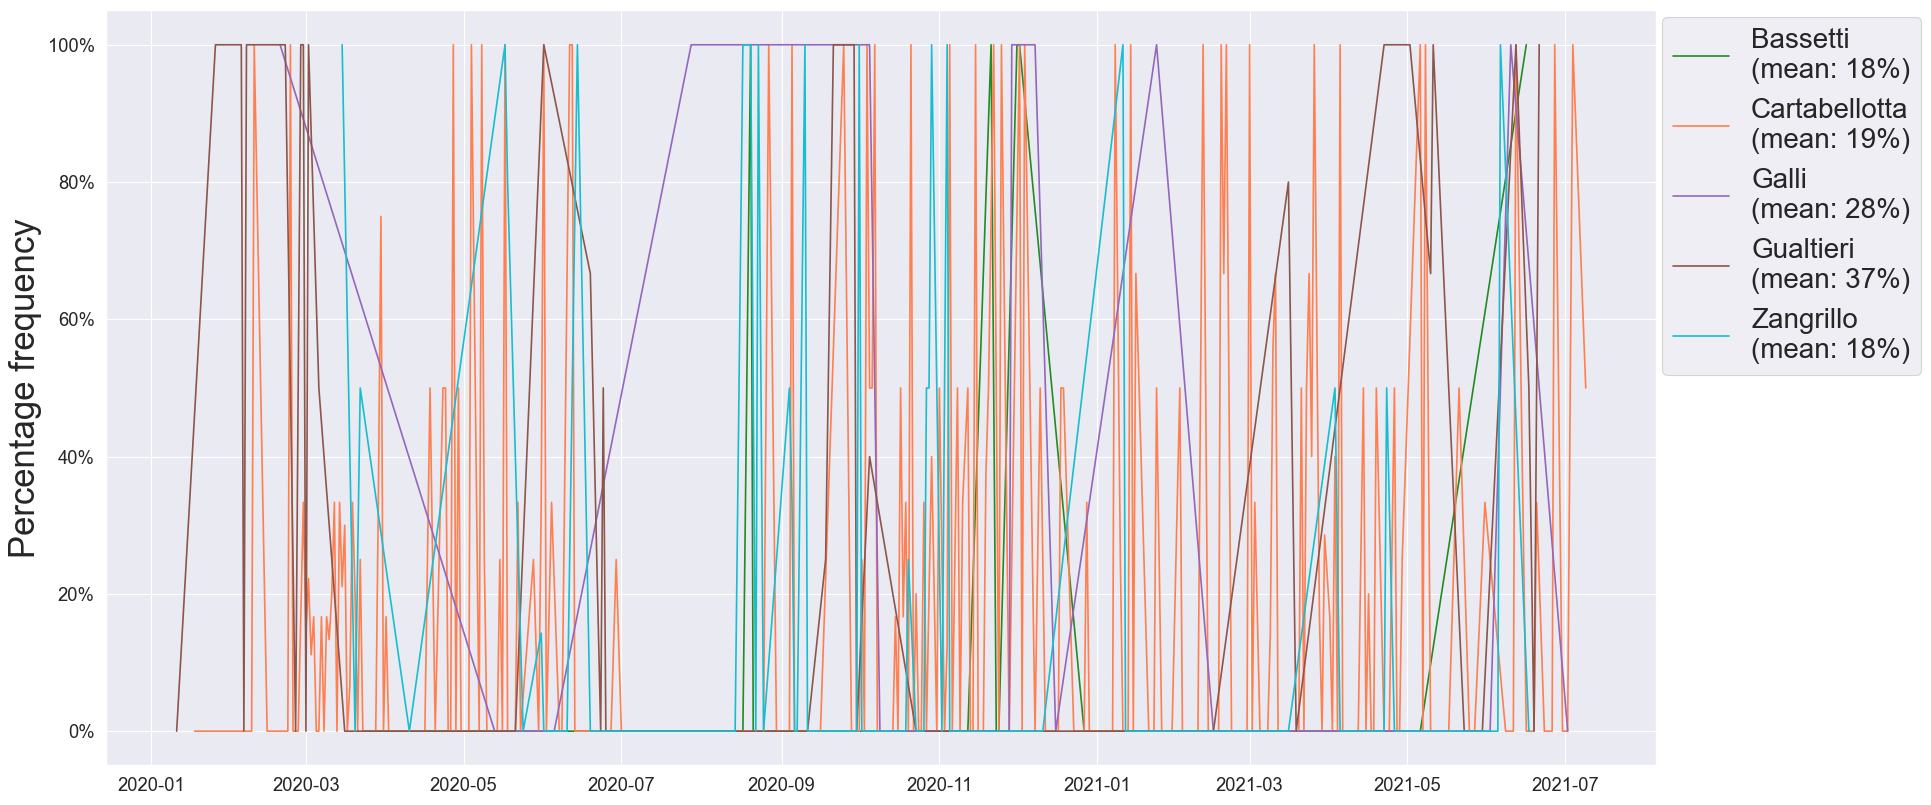 Percentage frequency
100%
80%
60%
40%
20%
0%
2020-01 2020-03 2020-05 2020-07 2020-09 2020-11 2021-01 2021-03 2021-05 2021-07
Bassetti
(mean: 18%)
Cartabellotta
(mean: 19%)
Galli
(mean: 28%)
Gualtieri
(mean: 37%)
Zangrillo
(mean: 18%)